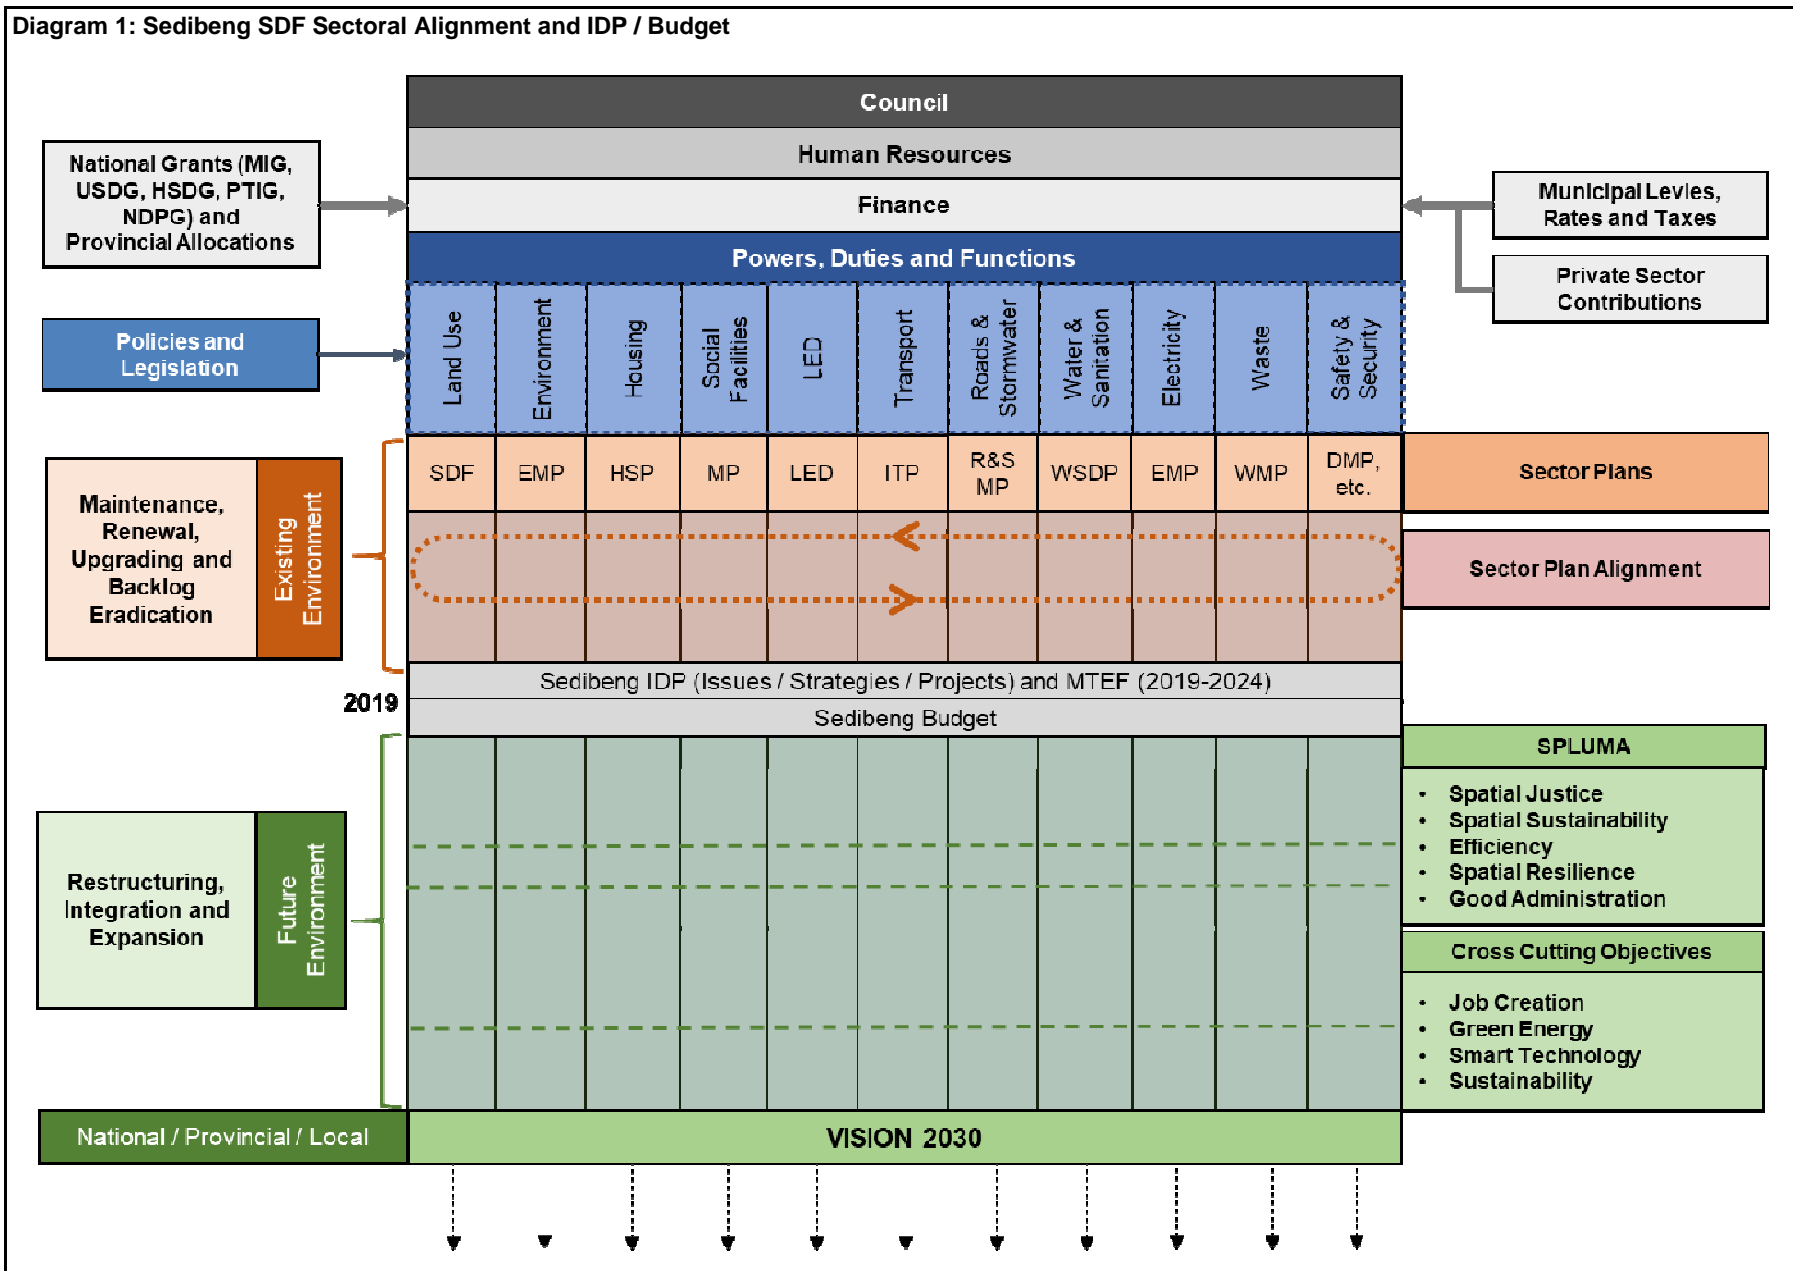 Diagram 1: Sedibeng SDF Sectoral Alignment and IDP / Budget
Council
Human Resources
Finance
Powers, Duties and Functions
National Grants (MIG,
USDG, HSDG, PTIG,
NDPG) and
Provincial Allocations
Municipal Levies,
Rates and Taxes
Private Sector
Contributions
Policies and
Legislation
Land Use
Environment
Housing
Social
Facilities
LED
Transport
Roads &
Stormwater
Water &
Sanitation
Electricity
Waste
Safety &
Security
SDF
EMP
HSP
MP
LED
ITP
R&S
MP
WSDP
EMP
WMP
DMP,
etc.
Sector Plans
Maintenance,
Renewal,
Upgrading and
Backlog
Eradication
Existing
Environment
Sector Plan Alignment
2019
Sedibeng IDP (Issues / Strategies / Projects) and MTEF (2019-2024)
Sedibeng Budget
Restructuring,
Integration and
Expansion
Future
Environment
SPLUMA
• Spatial Justice
• Spatial Sustainability
• Efficiency
• Spatial Resilience
• Good Administration
Cross Cutting Objectives
• Job Creation
• Green Energy
• Smart Technology
• Sustainability
National / Provincial / Local
VISION 2030